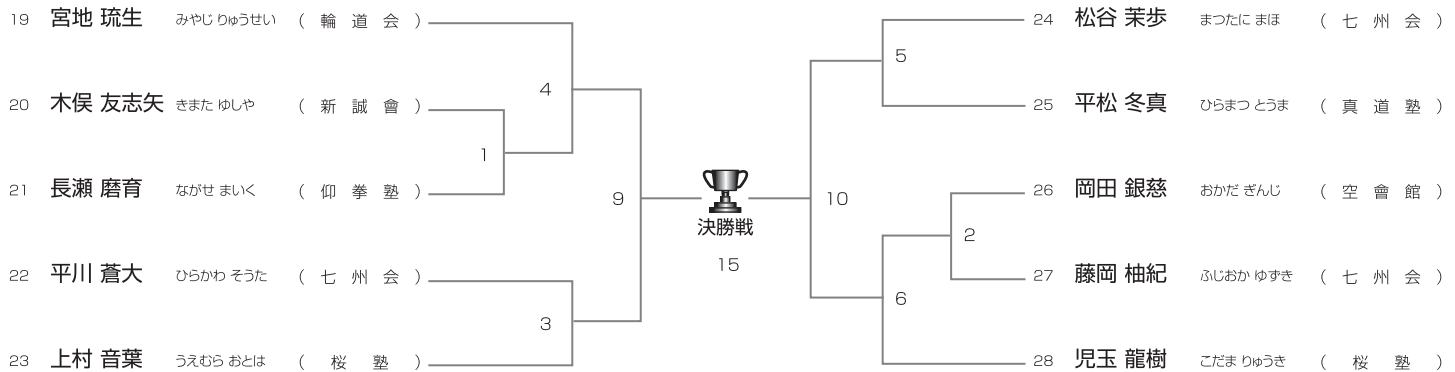 19 宮地 琉生 みやじ りゅうせい （ 輪 道 会 ）
4
20 木俣 友志矢 きまた ゆしや （ 新 誠 會 ）
1
21 長瀬 磨育 ながせ まいく （ 仰 拳 塾 ）
9
22 平川 蒼大 ひらかわ そうた （ 七 州 会 ）
3
23 上村 音葉 うえむら おとは （ 桜 塾 ）
決勝戦
15
24 松谷 茉歩 まつたに まほ （ 七 州 会 ）
5
25 平松 冬真 ひらまつ とうま （ 真 道 塾 ）
10
26 岡田 銀慈 おかだ ぎんじ （ 空 會 館 ）
2
27 藤岡 柚紀 ふじおか ゆずき （ 七 州 会 ）
6
28 児玉 龍樹 こだま りゅうき （ 桜 塾 ）